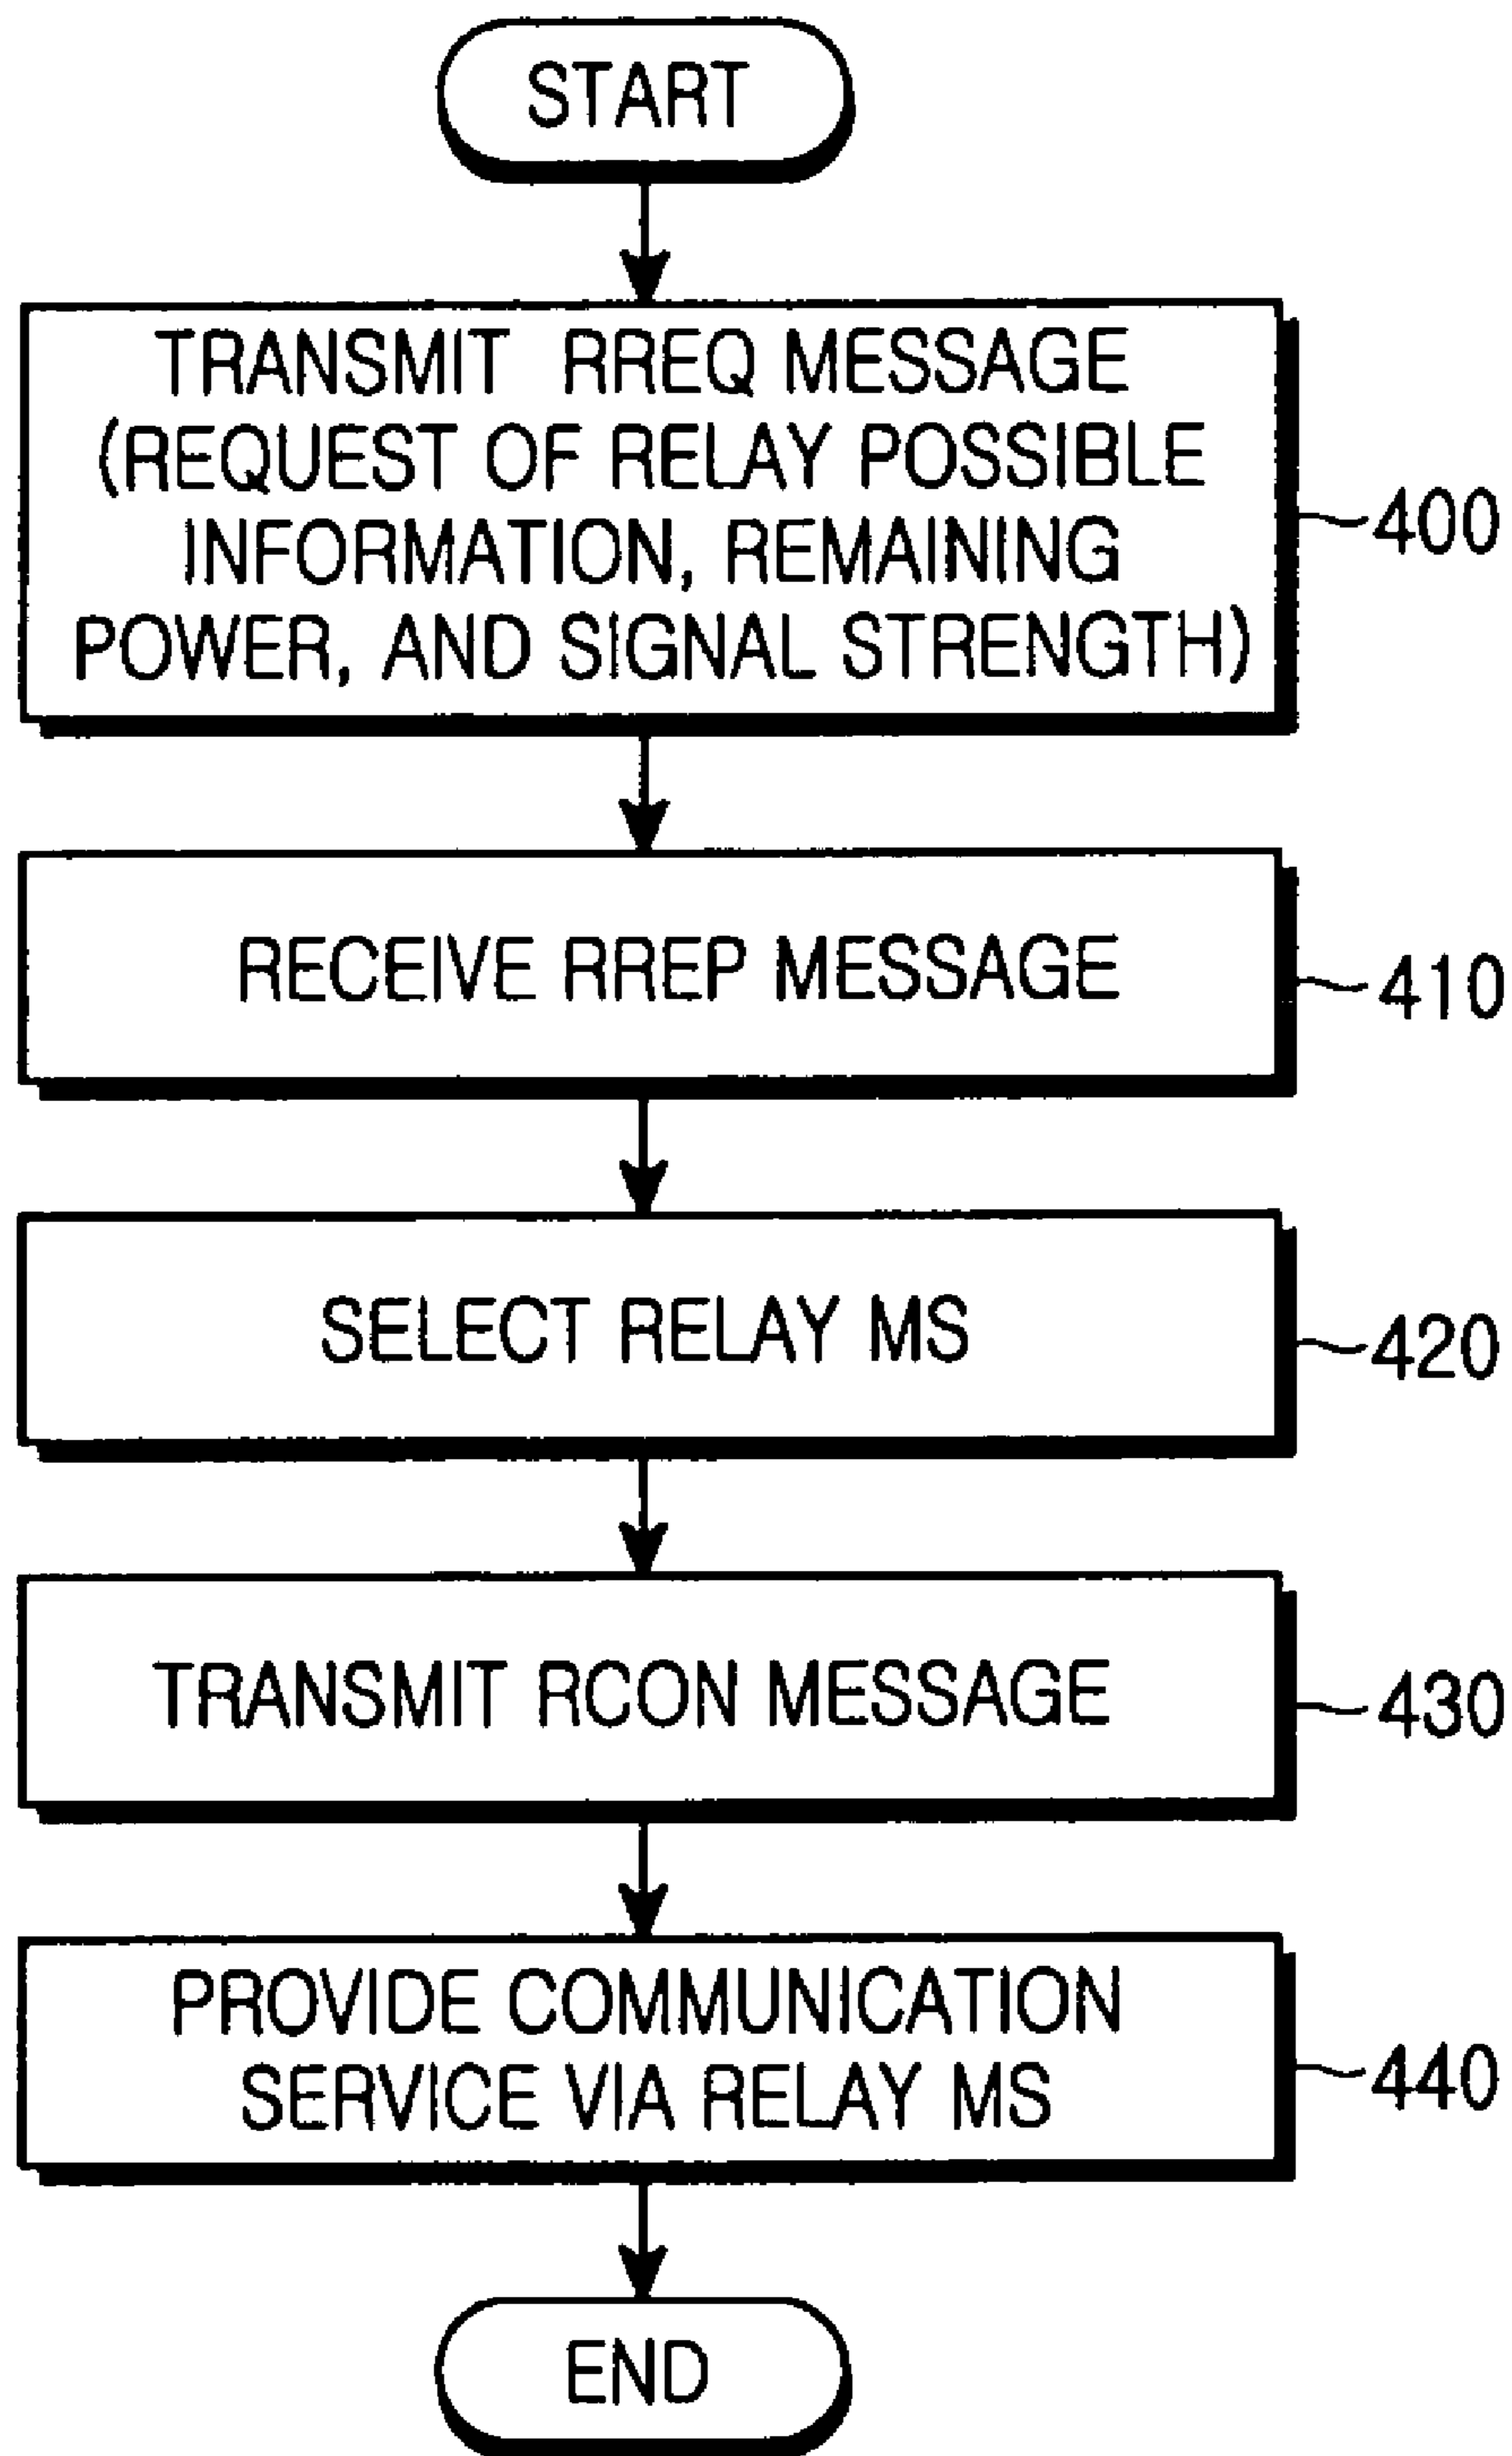 START
TRANSMIT RREQ MESSAGE
(REQUEST OF RELAY POSSIBLE
INFORMATION, REMAINING
POWER, AND SIGNAL STRENGTH)
400
RECEIVE RREP MESSAGE
410
SELECT RELAY MS
420
TRANSMIT RCON MESSAGE
430
PROVIDE COMMUNICATION
SERVICE VIA RELAY MS
440
END